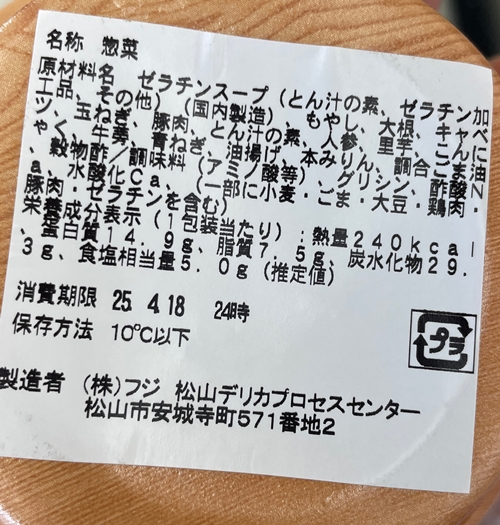 名称 惣菜
原材料名 ゼラチンスープ(とん汁の素、ゼラチン加
工品、その他)(国内製造)、もやし、大根、キャベ
ツ、玉ねぎ、豚肉、とん汁の素、人参、里芋、こんに
ゃく、牛蒡、青ねぎ、油揚げ、本みりん、調合ごま油
、穀物酢/調味料(アミノ酸等)、グリシン、酢酸N
a、水酸化Ca、(一部に小麦・ごま・大豆・鶏肉・
豚肉・ゼラチンを含む)
栄養成分表示(1包装当たり):熱量240kcal
、蛋白質14.9g、脂質7.5g、炭水化物29.
3g、食塩相当量5.0g(推定値)
消費期限 25.4.18 24時
保存方法 10℃以下
プラ
製造者 (株)フジ 松山デリカプロセスセンター
松山市安城寺町571番地2